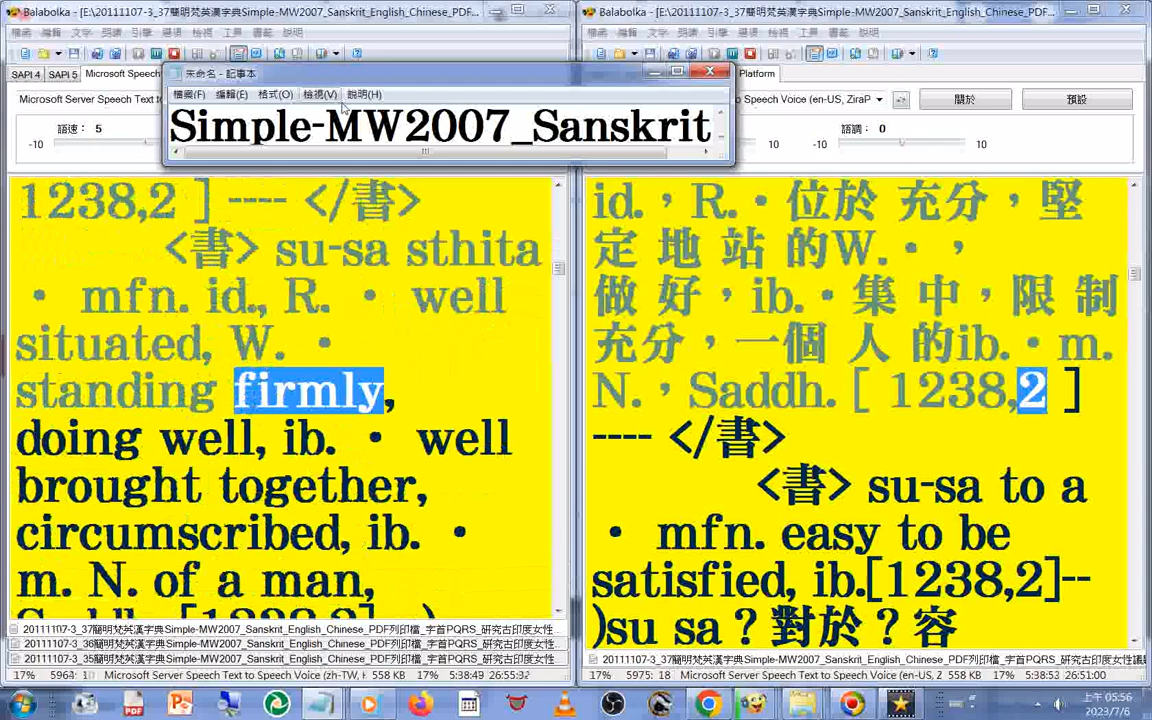 Balabolka - [E:\20111107-3_37簡明梵英漢字典Simple-MW2007_Sanskrit_English_Chinese_PDF...
Balabolka - [E:\20111107-3_37簡明梵英漢字典Simple-MW2007_Sanskrit_English_Chinese_PDF...
SAPI 4 SAPI 5 Microsoft Speech
Platform
未命名 - 記事本
檔案(F) 編輯(E) 格式(O) 檢視(V) 說明(H)
Simple-MW2007_Sanskrit
Microsoft Server Speech Text to
Speech Voice (en-US, ZiraP
關於
預設
語速： 5
-10
語調： 0
10 -10 10
1238,2 ] ---- </書>
<書> su-sa sthita
• mfn. id., R. • well
situated, W. •
standing firmly,
doing well, ib. • well
brought together,
circumscribed, ib. •
m. N. of a man,
Saddh. [1238,2] -)
id.，R.•位於 充分，堅
定 地 站 的W.•，
做 好，ib.•集 中，限 制
充分，一個 人 的ib.•m.
N.，Saddh. [ 1238,2 ]
---- </書>
<書> su-sa to a
• mfn. easy to be
satisfied, ib.[1238,2]--
)su sa？對於？容
20111107-3_37簡明梵英漢字典Simple-MW2007_Sanskrit_English_Chinese_PDF列印檔_字首PQRS_研究古印度女性...
20111107-3_36簡明梵英漢字典Simple-MW2007_Sanskrit_English_Chinese_PDF列印檔_字首PQRS_研究古印度女性...
20111107-3_35簡明梵英漢字典Simple-MW2007_Sanskrit_English_Chinese_PDF列印檔_字首PQRS_研究古印度女性...
20111107-3_37簡明梵英漢字典Simple-MW2007_Sanskrit_English_Chinese_PDF列印檔_字首PQRS_研究古印度女性
17% Microsoft Server Speech Text to Speech Voice (zh-TW, H 558 KB 5:38:49 26:55:32
17% 5975: 18 Microsoft Server Speech Text to Speech Voice (en-US, Z 558 KB 5:38:53 26:51:00
上午 05:56
2023/7/6